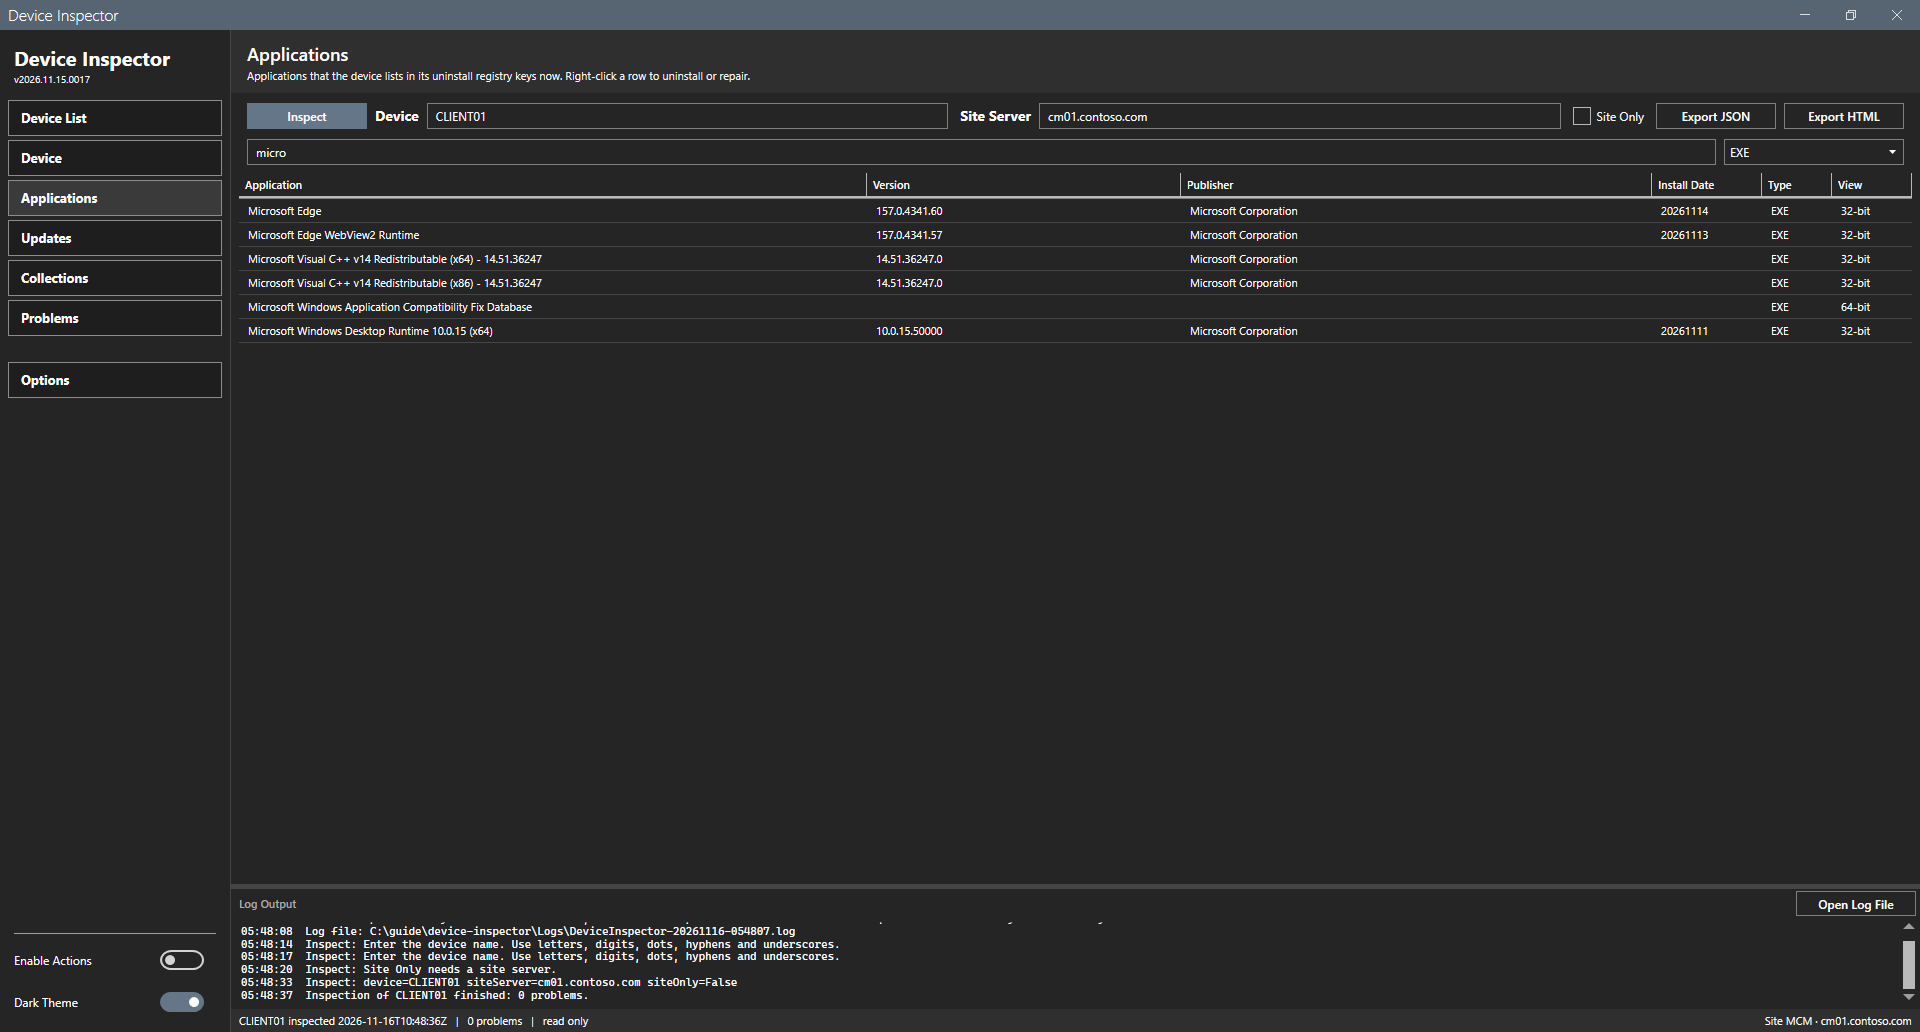 Device Inspector
Device Inspector
v2026.11.15.0017
Device List
Device
Applications
Updates
Collections
Problems
Options
Enable Actions
Dark Theme
Applications
Applications that the device lists in its uninstall registry keys now. Right-click a row to uninstall or repair.
Inspect Device CLIENT01 Site Server cm01.contoso.com Site Only Export JSON Export HTML
micro EXE
Application Version Publisher Install Date Type View
Microsoft Edge 157.0.4341.60 Microsoft Corporation 20261114 EXE 32-bit
Microsoft Edge WebView2 Runtime 157.0.4341.57 Microsoft Corporation 20261113 EXE 32-bit
Microsoft Visual C++ v14 Redistributable (x64) - 14.51.36247 14.51.36247.0 Microsoft Corporation EXE 32-bit
Microsoft Visual C++ v14 Redistributable (x86) - 14.51.36247 14.51.36247.0 Microsoft Corporation EXE 32-bit
Microsoft Windows Application Compatibility Fix Database EXE 64-bit
Microsoft Windows Desktop Runtime 10.0.15 (x64) 10.0.15.50000 Microsoft Corporation 20261111 EXE 32-bit
Log Output Open Log File
05:48:08 Log file: C:\guide\device-inspector\Logs\DeviceInspector-20261116-054807.log
05:48:14 Inspect: Enter the device name. Use letters, digits, dots, hyphens and underscores.
05:48:17 Inspect: Enter the device name. Use letters, digits, dots, hyphens and underscores.
05:48:20 Inspect: Site Only needs a site server.
05:48:33 Inspect: device=CLIENT01 siteServer=cm01.contoso.com siteOnly=False
05:48:37 Inspection of CLIENT01 finished: 0 problems.
CLIENT01 inspected 2026-11-16T10:48:36Z | 0 problems | read only Site MCM · cm01.contoso.com